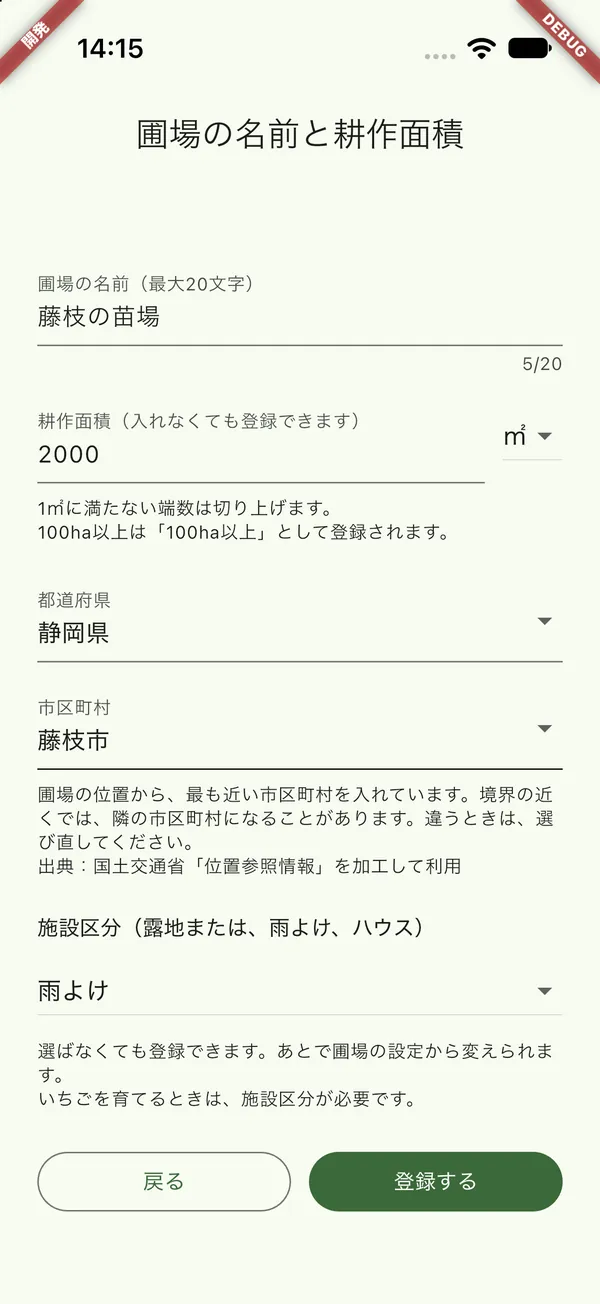 開発
14:15
DEBUG
圃場の名前と耕作面積
圃場の名前（最大20文字）
藤枝の苗場
5/20
耕作面積（入れなくても登録できます）
2000
㎡
1㎡に満たない端数は切り上げます。
100ha以上は「100ha以上」として登録されます。
都道府県
静岡県
市区町村
藤枝市
圃場の位置から、最も近い市区町村を入れています。境界の近
くでは、隣の市区町村になることがあります。違うときは、選
び直してください。
出典：国土交通省「位置参照情報」を加工して利用
施設区分（露地または、雨よけ、ハウス）
雨よけ
選ばなくても登録できます。あとで圃場の設定から変えられま
す。
いちごを育てるときは、施設区分が必要です。
戻る
登録する